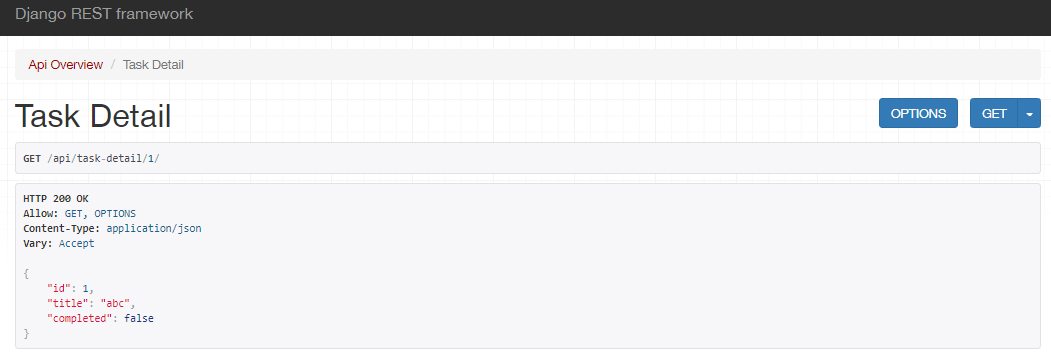 Django REST framework
Api Overview / Task Detail
Task Detail
OPTIONS
GET
GET /api/task-detail/1/
HTTP 200 OK
Allow: GET, OPTIONS
Content-Type: application/json
Vary: Accept
{
    "id": 1,
    "title": "abc",
    "completed": false
}